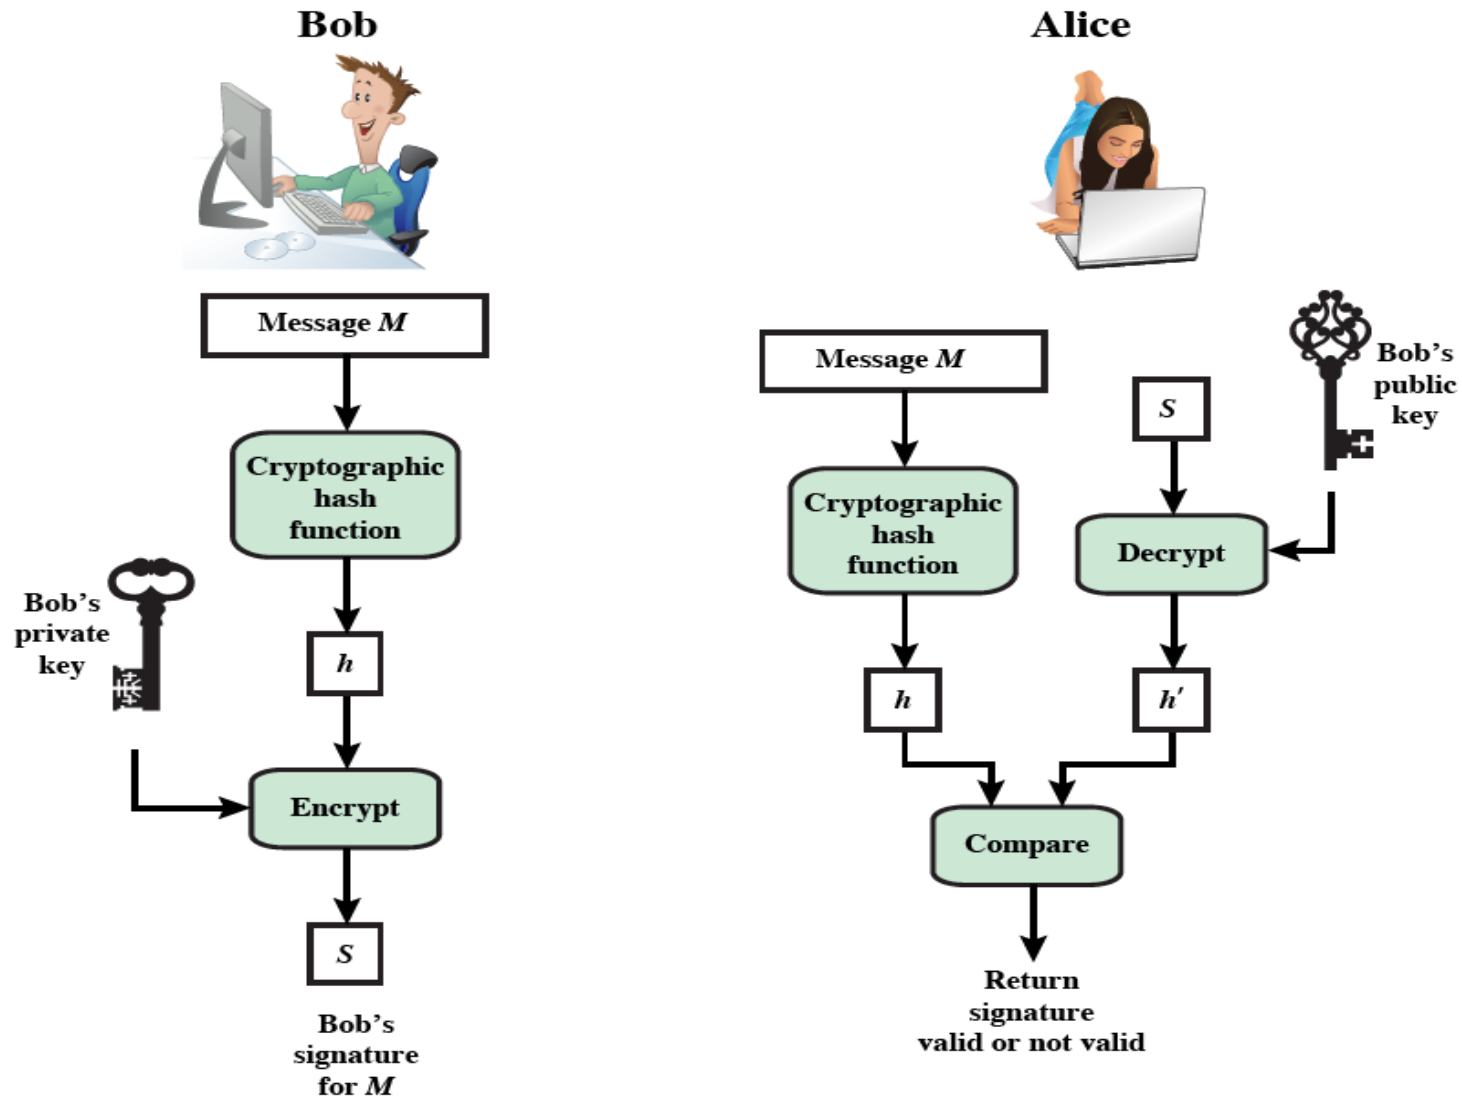 Bob
Message M
Cryptographic
hash
function
Bob's
private
key
h
Encrypt
S
Bob's
signature
for M
Alice
Message M
S
Bob's
public
key
Cryptographic
hash
function
Decrypt
h
h'
Compare
Return
signature
valid or not valid